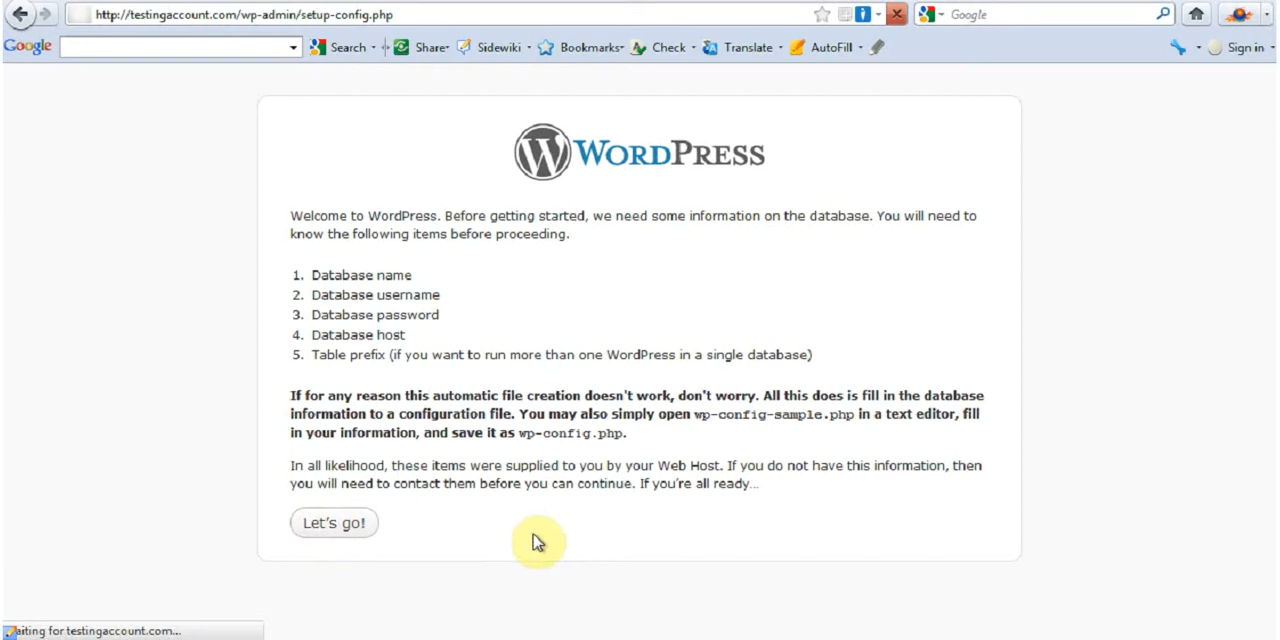 http://testingaccount.com/wp-admin/setup-config.php
Google
Google
Search
Share
Sidewiki
Bookmarks
Check
Translate
AutoFill
Sign in
WORDPRESS
Welcome to WordPress. Before getting started, we need some information on the database. You will need to
know the following items before proceeding.
1. Database name
2. Database username
3. Database password
4. Database host
5. Table prefix (if you want to run more than one WordPress in a single database)
If for any reason this automatic file creation doesn't work, don't worry. All this does is fill in the database
information to a configuration file. You may also simply open wp-config-sample.php in a text editor, fill
in your information, and save it as wp-config.php.
In all likelihood, these items were supplied to you by your Web Host. If you do not have this information, then
you will need to contact them before you can continue. If you're all ready...
Let's go!
aiting for testingaccount.com...